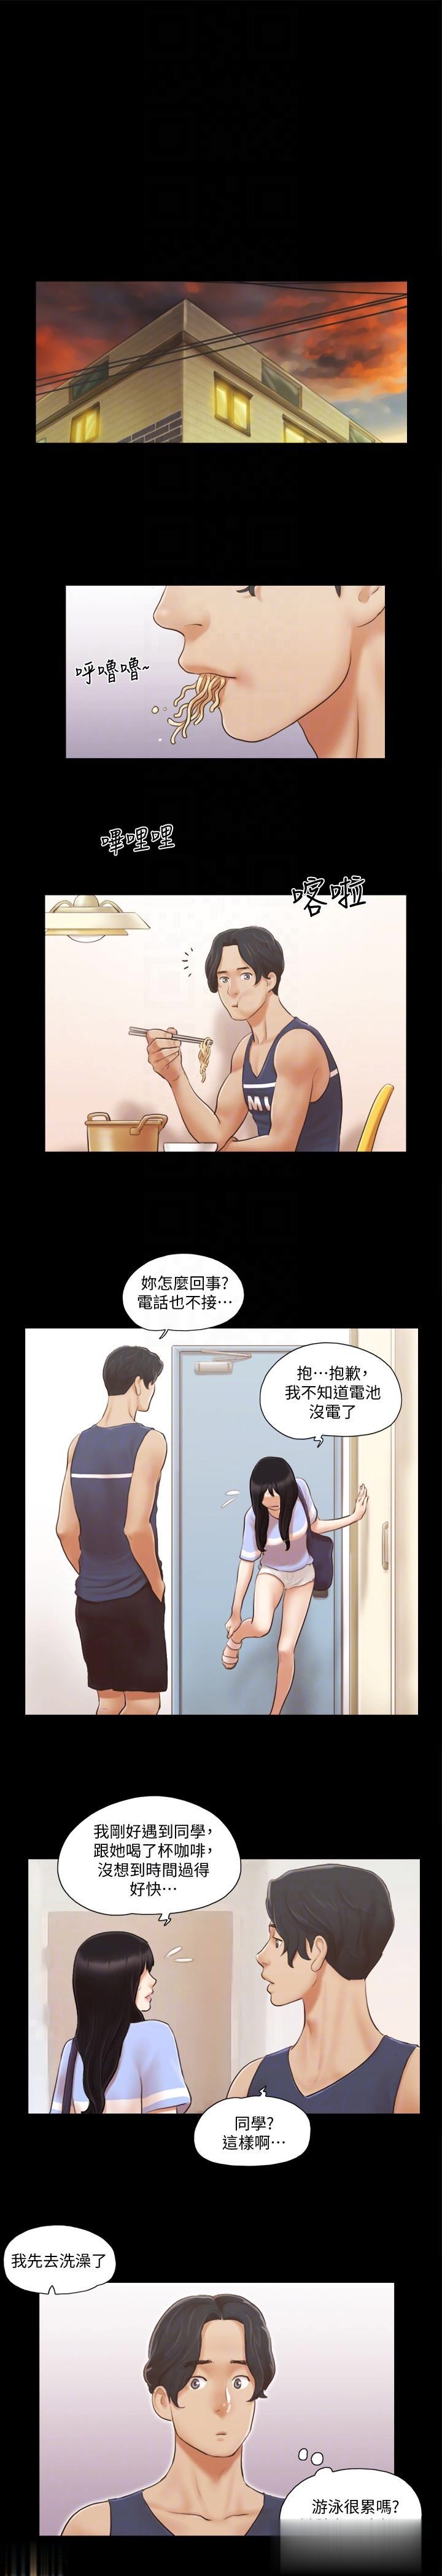 呼嚕嚕~
嗶哩哩
喀啦
MI
妳怎麼回事?
電話也不接…
抱…抱歉，
我不知道電池
沒電了
我剛好遇到同學，
跟她喝了杯咖啡，
沒想到時間過得
好快…
同學?
這樣啊…
我先去洗澡了
游泳很累嗎?